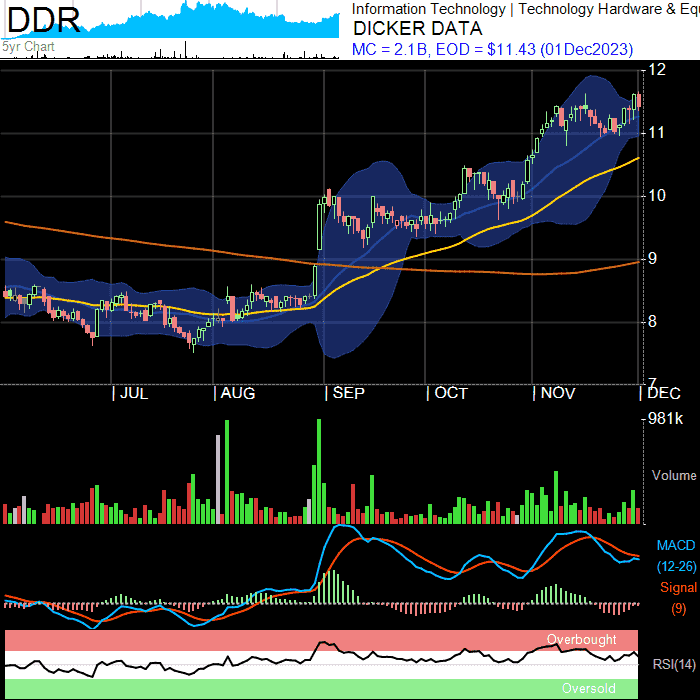 DDR
5yr Chart
Information Technology | Technology Hardware & Equ
DICKER DATA
MC = 2.1B, EOD = $11.43 (01Dec2023)
12
11
10
9
8
7
JUL AUG SEP OCT NOV DEC
981k
Volume
MACD
(12-26)
Signal
(9)
Overbought
RSI(14)
Oversold